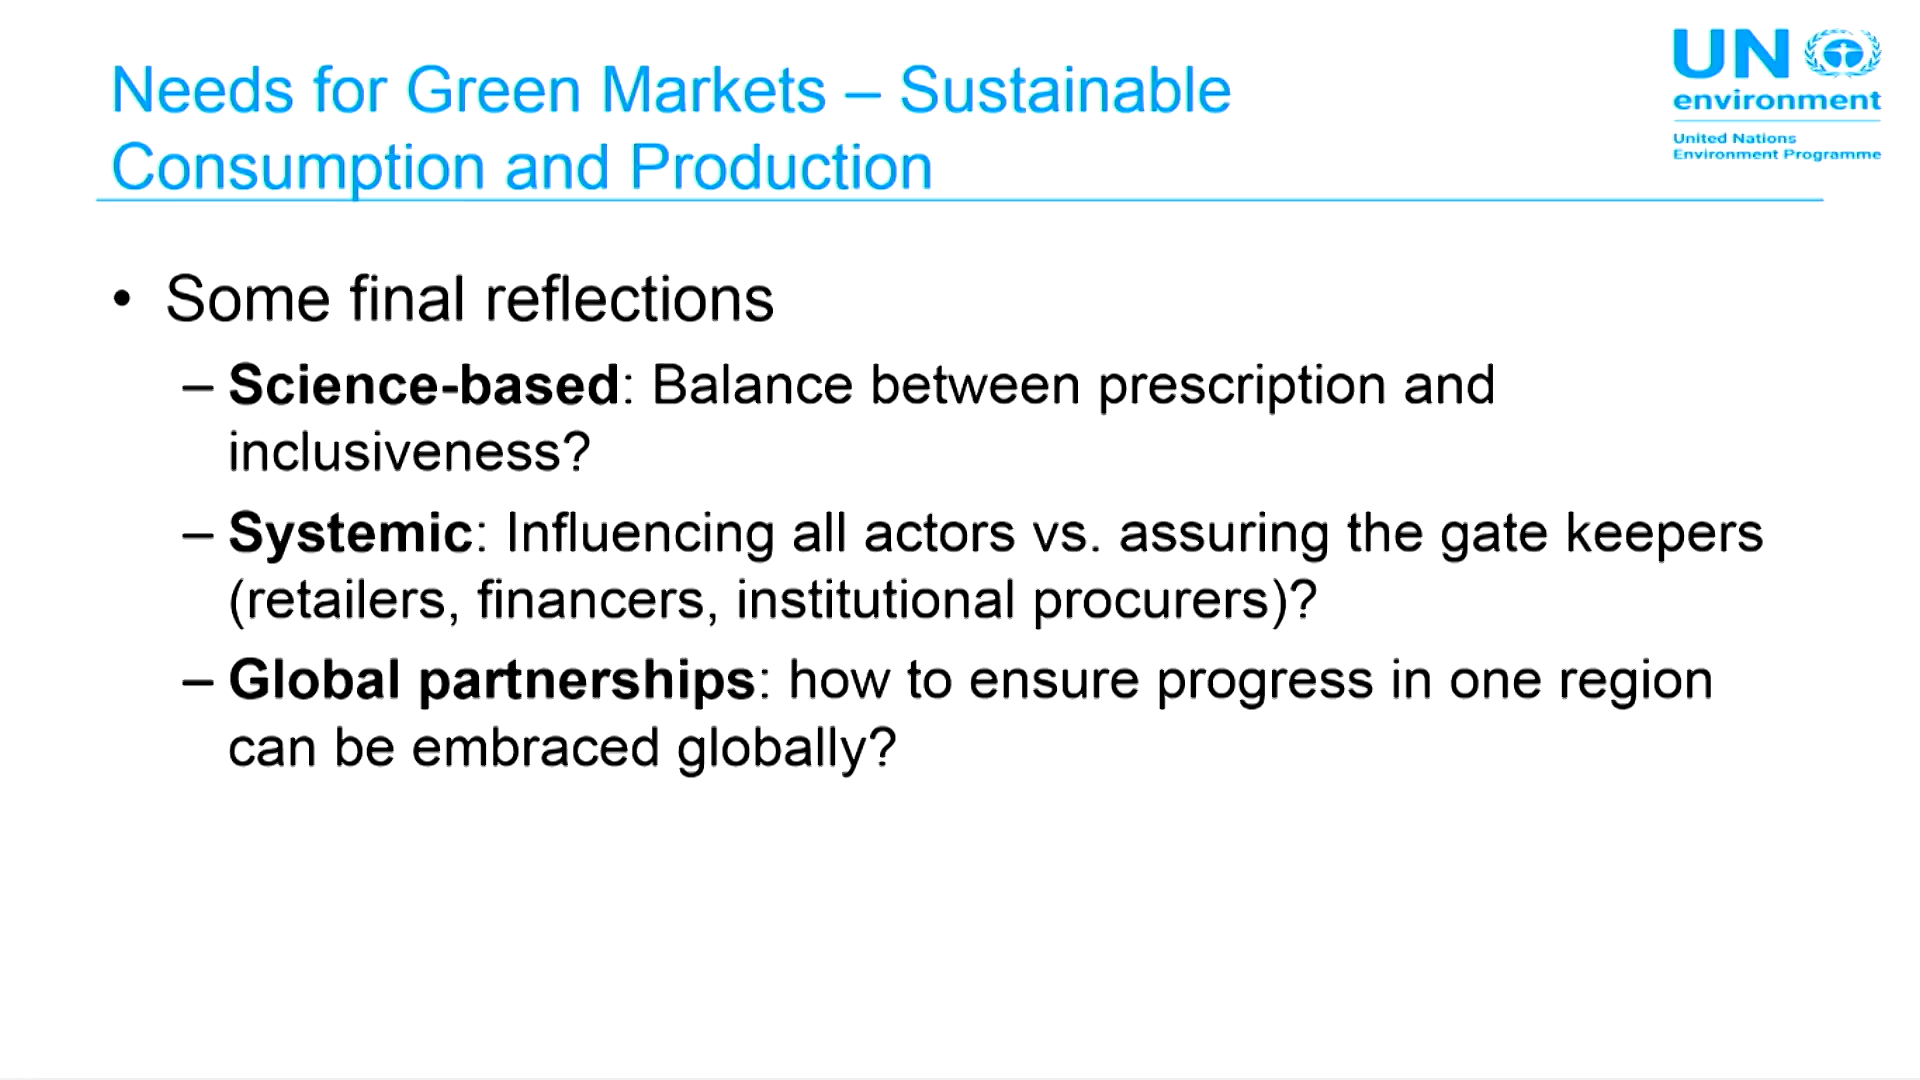 Needs for Green Markets – Sustainable
Consumption and Production
UN
environment
United Nations
Environment Programme
• Some final reflections
– Science-based: Balance between prescription and
inclusiveness?
– Systemic: Influencing all actors vs. assuring the gate keepers
(retailers, financers, institutional procurers)?
– Global partnerships: how to ensure progress in one region
can be embraced globally?